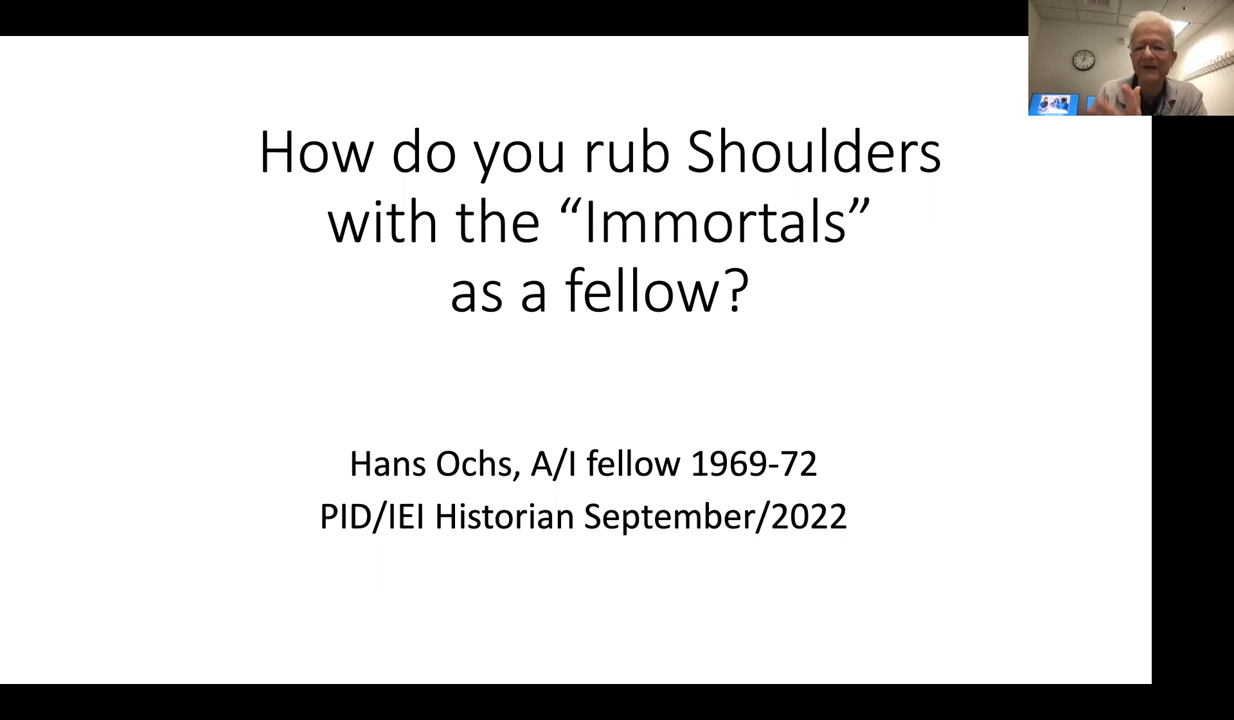 How do you rub Shoulders
with the “Immortals”
as a fellow?
Hans Ochs, A/I fellow 1969-72
PID/IEI Historian September/2022